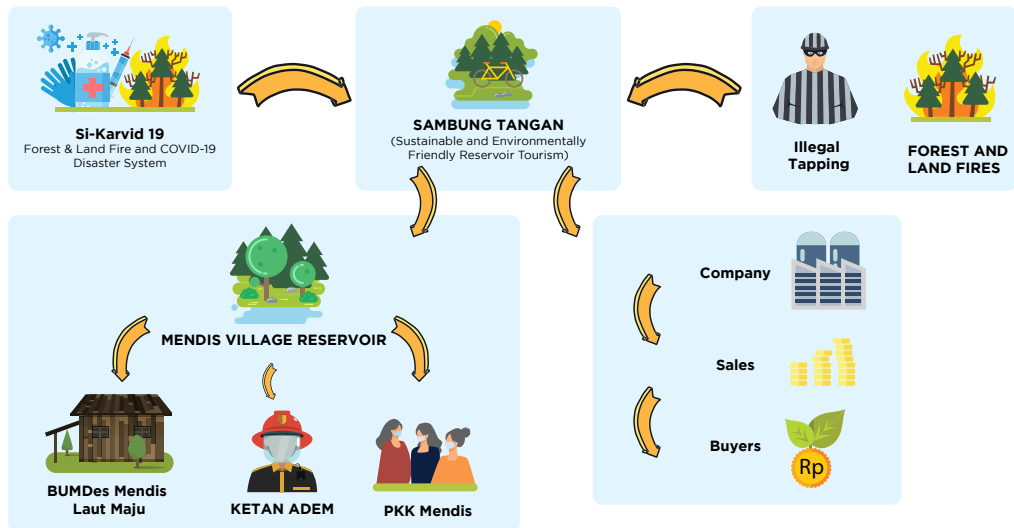 Si-Karvid 19
Forest & Land Fire and COVID-19
Disaster System
SAMBUNG TANGAN
(Sustainable and Environmentally
Friendly Reservoir Tourism)
Illegal
Tapping
FOREST AND
LAND FIRES
MENDIS VILLAGE RESERVOIR
BUMDes Mendis
Laut Maju
KETAN ADEM
PKK Mendis
Company
Sales
Buyers
Rp